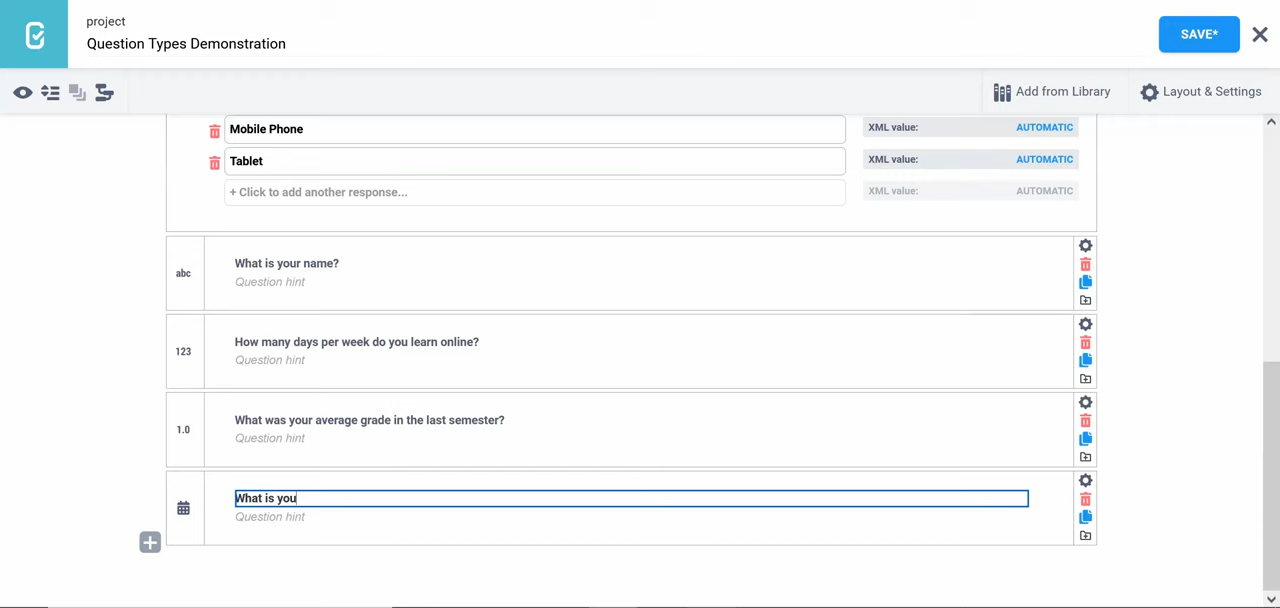 project
Question Types Demonstration
SAVE*
Add from Library
Layout & Settings
Mobile Phone
XML value: AUTOMATIC
Tablet
XML value: AUTOMATIC
+ Click to add another response...
XML value: AUTOMATIC
abc
What is your name?
Question hint
123
How many days per week do you learn online?
Question hint
1.0
What was your average grade in the last semester?
Question hint
What is you
Question hint